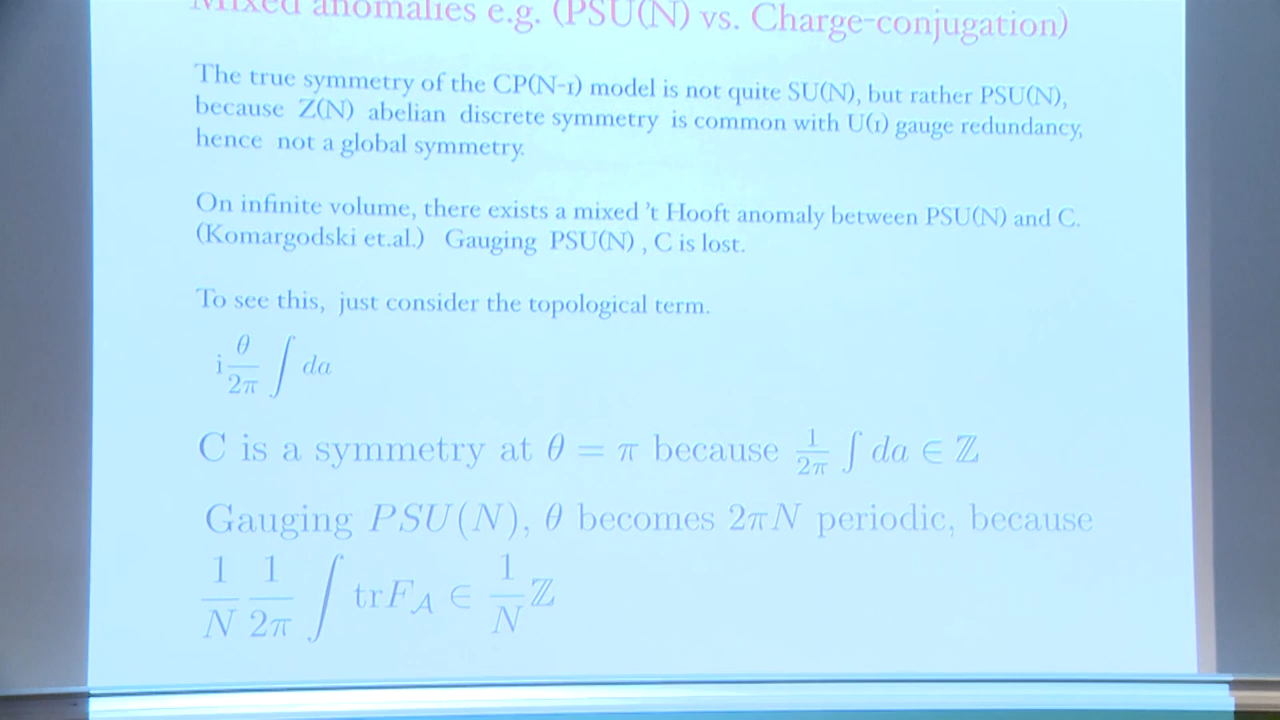 Mixed anomalies e.g. (PSU(N) vs. Charge-conjugation)
The true symmetry of the CP(N-1) model is not quite SU(N), but rather PSU(N),
because Z(N) abelian discrete symmetry is common with U(1) gauge redundancy,
hence not a global symmetry.
On infinite volume, there exists a mixed 't Hooft anomaly between PSU(N) and C.
(Komargodski et.al.) Gauging PSU(N) , C is lost.
To see this, just consider the topological term.
i θ/2π ∫ da
C is a symmetry at θ = π because 1/2π ∫ da ∈ ℤ
Gauging PSU(N), θ becomes 2πN periodic, because
1/N 1/2π ∫ trF_A ∈ 1/N ℤ